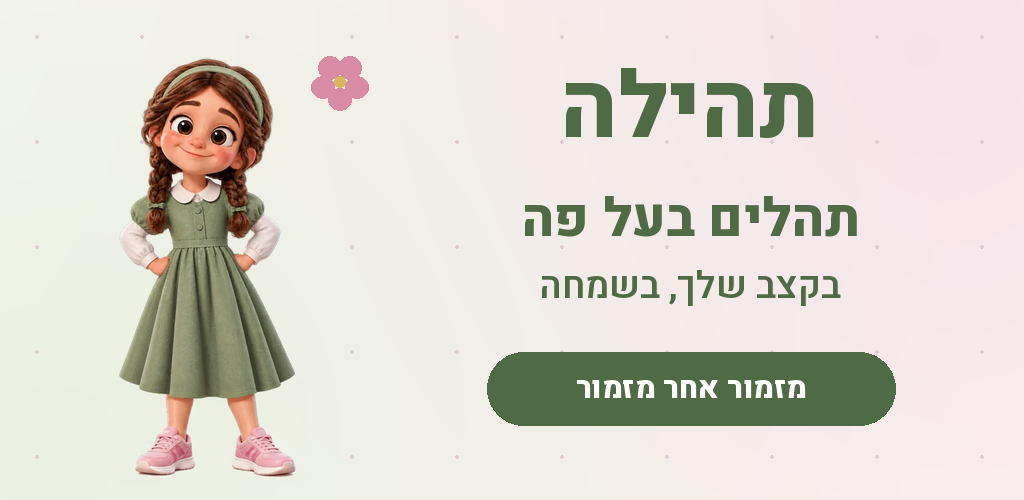 תהילה
תהלים בעל פה
בקצב שלך, בשמחה
מזמור אחר מזמור